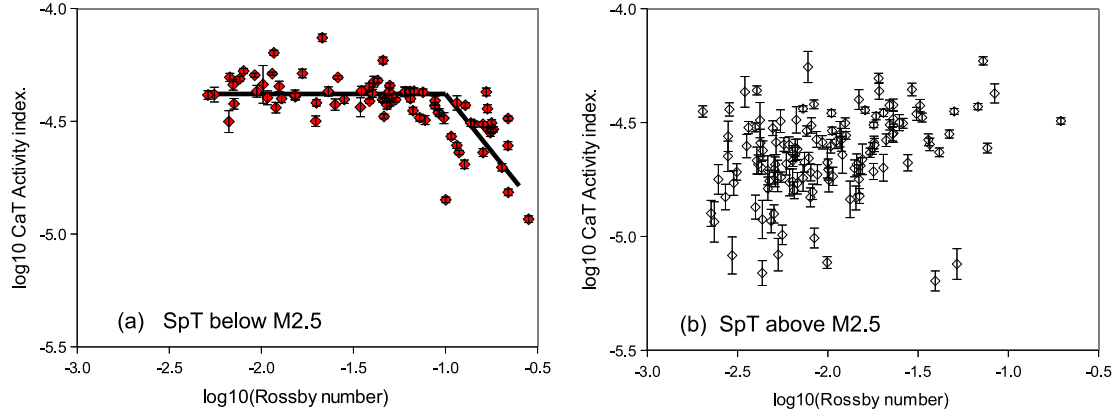 -4.0
-4.5
-5.0
-5.5
log10 CaT Activity index.
(a) SpT below M2.5
-3.0 -2.5 -2.0 -1.5 -1.0 -0.5
log10(Rossby number)
-4.0
-4.5
-5.0
-5.5
log10 CaT Activity index.
(b) SpT above M2.5
-3.0 -2.5 -2.0 -1.5 -1.0 -0.5
log10(Rossby number)